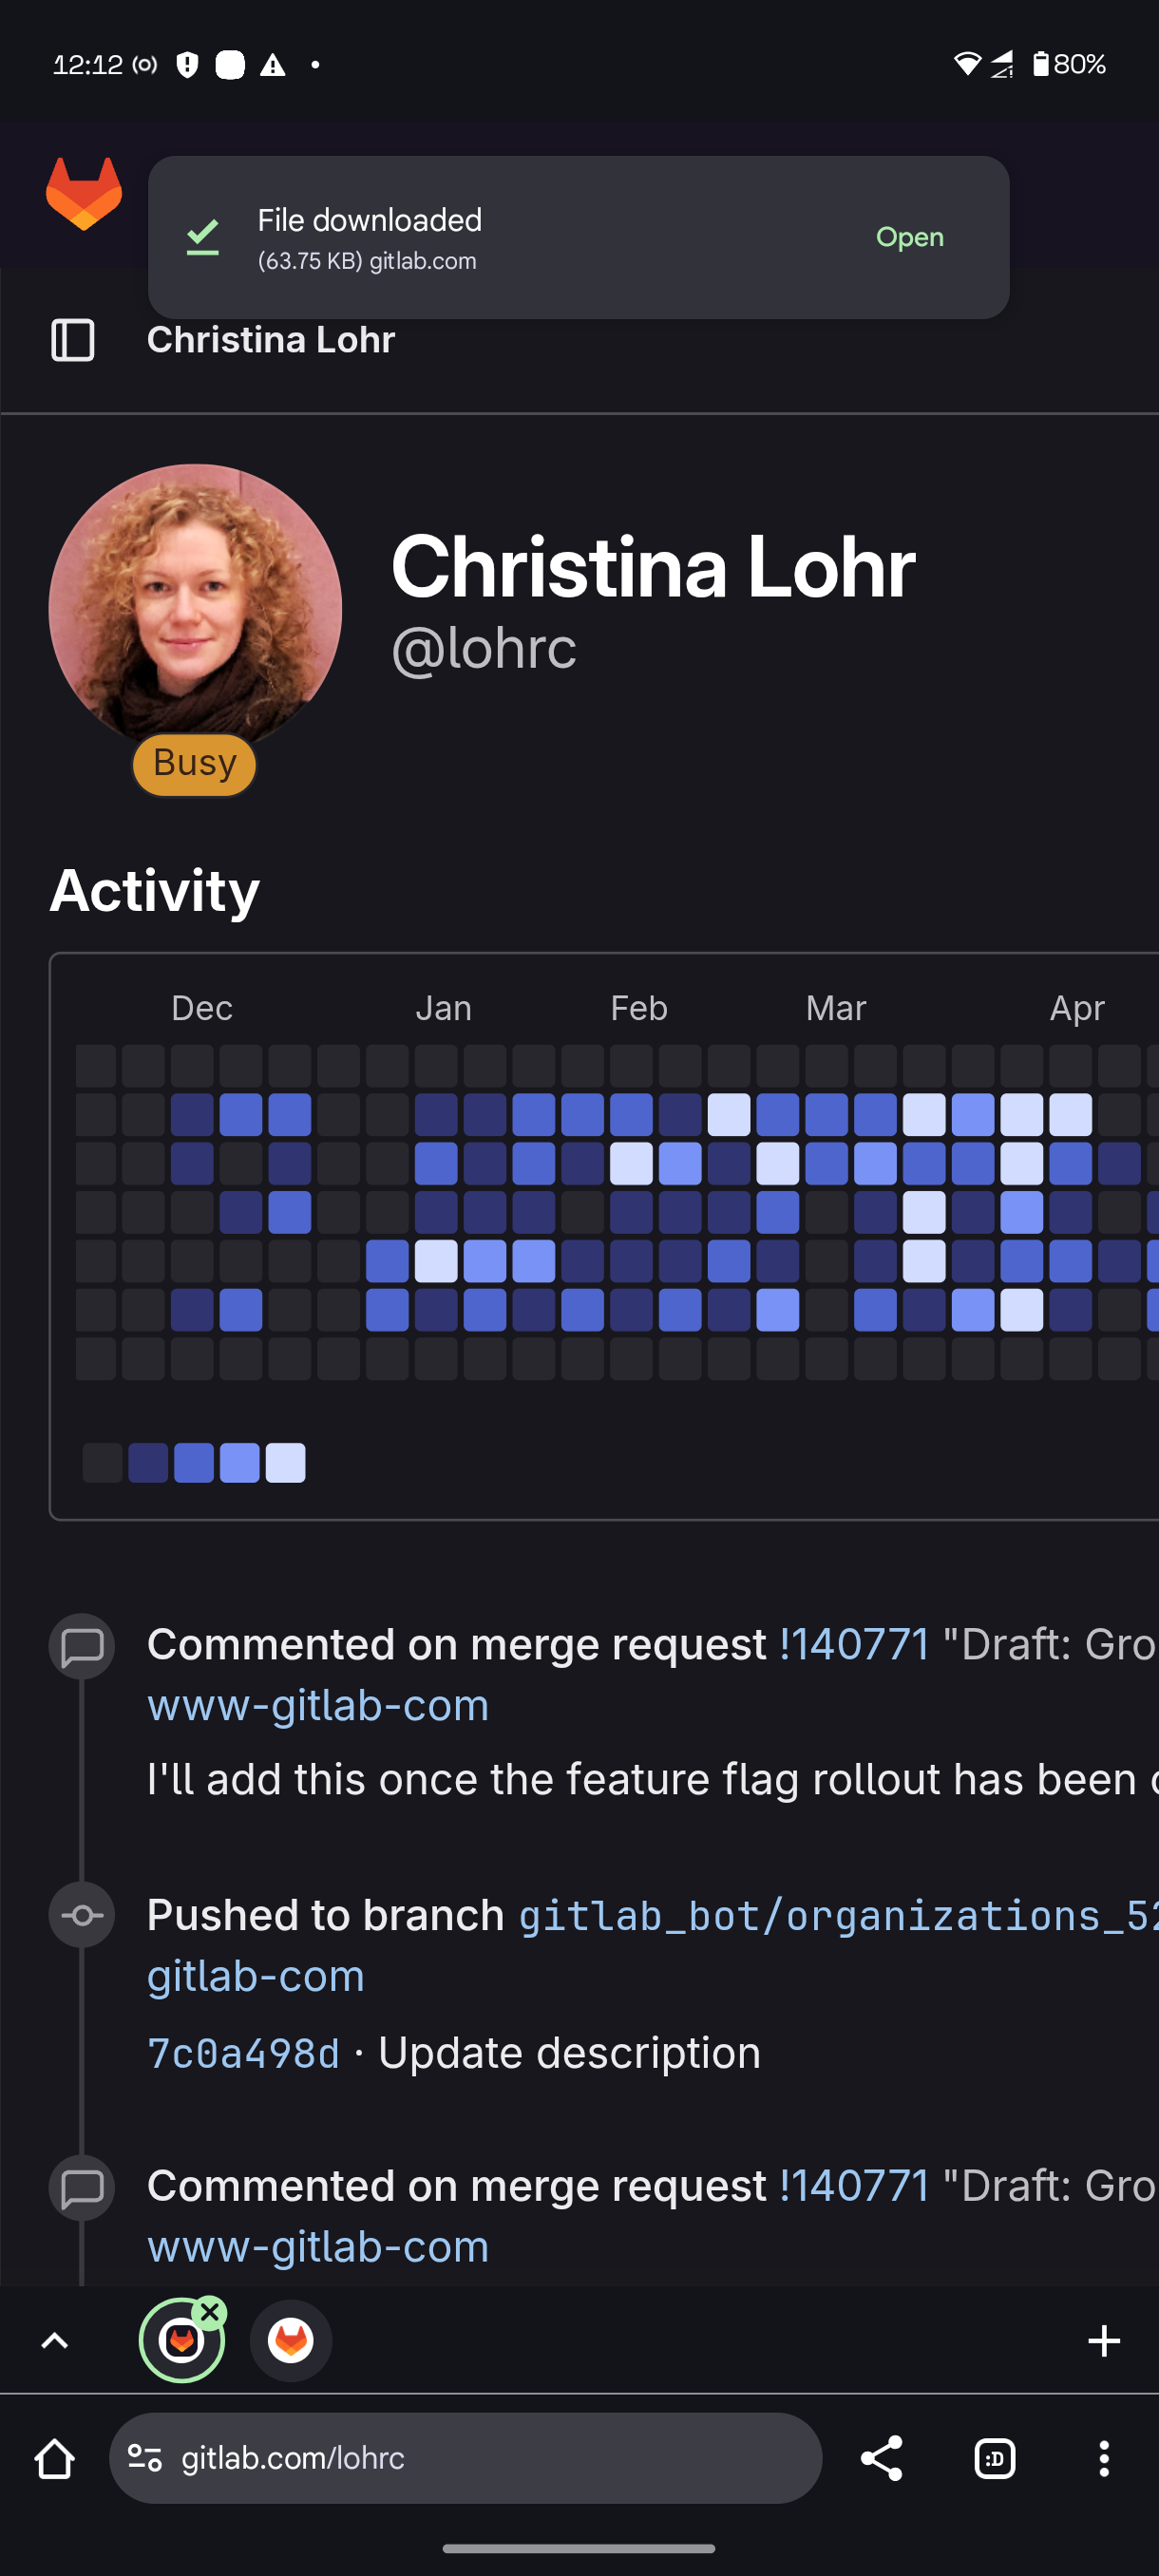 12:12
80%
File downloaded
(63.75 KB) gitlab.com
Open
Christina Lohr
Christina Lohr
@lohrc
Busy
Activity
Dec Jan Feb Mar Apr
Commented on merge request !140771 "Draft: Gro
www-gitlab-com
I'll add this once the feature flag rollout has been
Pushed to branch gitlab_bot/organizations_52
gitlab-com
7c0a498d · Update description
Commented on merge request !140771 "Draft: Gro
www-gitlab-com
gitlab.com/lohrc
:D